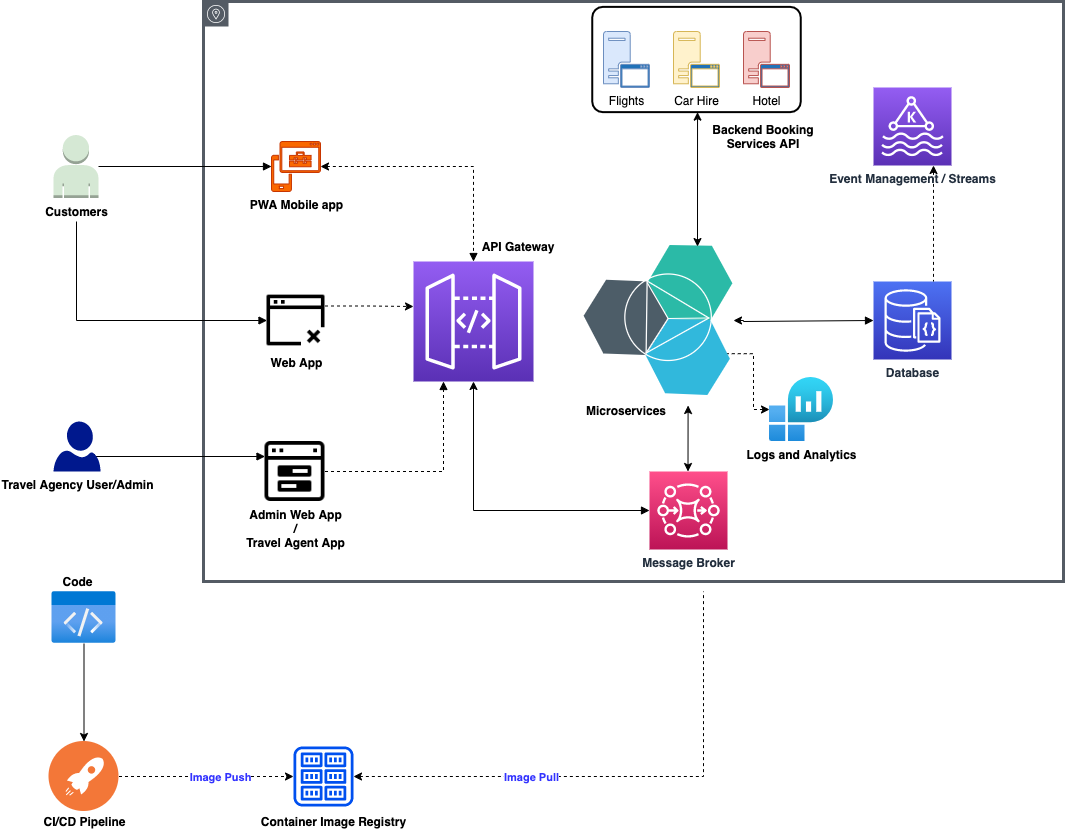 Flights
Car Hire
Hotel
Backend Booking
Services API
K
Event Management / Streams
Customers
PWA Mobile app
API Gateway
</>
Web App
{}
Database
Microservices
Logs and Analytics
Travel Agency User/Admin
Admin Web App
/
Travel Agent App
Message Broker
Code
</>
Image Push
Image Pull
CI/CD Pipeline
Container Image Registry